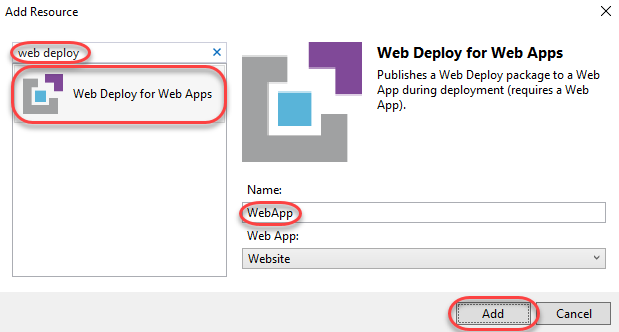 Add Resource
web deploy
Web Deploy for Web Apps
Web Deploy for Web Apps
Publishes a Web Deploy package to a Web
App during deployment (requires a Web
App).
Name:
WebApp
Web App:
Website
Add
Cancel